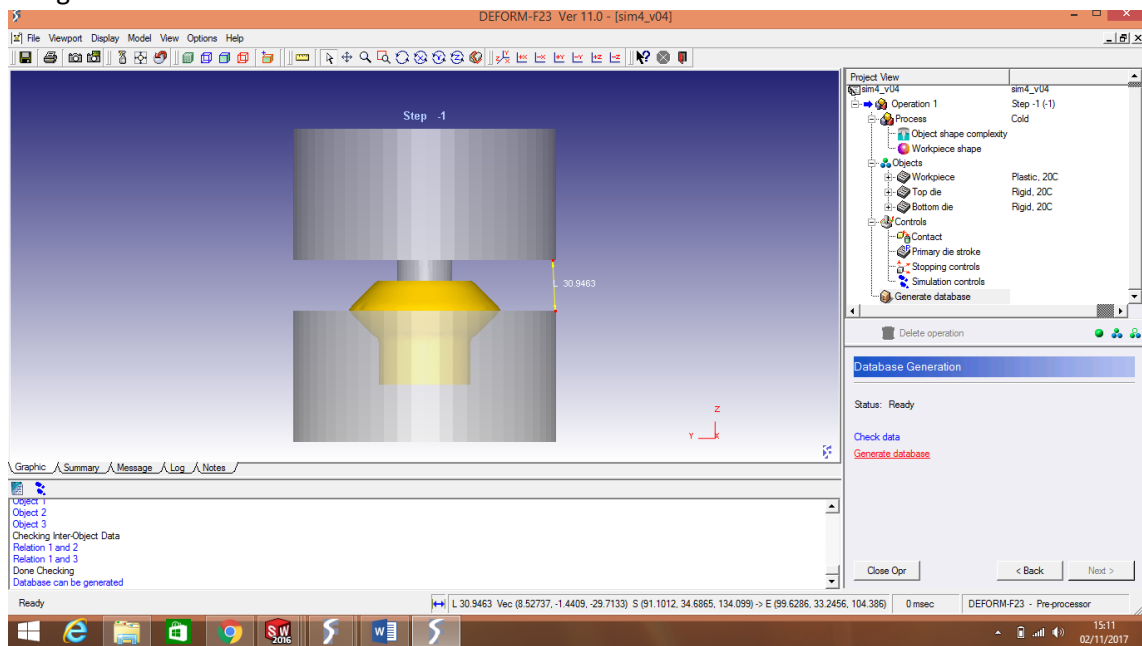 DEFORM-F23 Ver 11.0 - [sim4_v04]
File Viewport Display Model View Options Help
Step -1
30.9463
Z
Y X
Graphic Summary Message Log Notes
Object 1
Object 2
Object 3
Checking Inter-Object Data
Relation 1 and 2
Relation 1 and 3
Done Checking
Database can be generated
Project View
sim4_v04 sim4_v04
Operation 1 Step -1 (-1)
Process Cold
Object shape complexity
Workpiece shape
Objects
Workpiece Plastic, 20C
Top die Rigid, 20C
Bottom die Rigid, 20C
Controls
Contact
Primary die stroke
Stopping controls
Simulation controls
Generate database
Delete operation
Database Generation
Status: Ready
Check data
Generate database
Close Opr < Back Next >
Ready L 30.9463 Vec (8.52737, -1.4409, -29.7133) S (91.1012, 34.6865, 134.099) -> E (99.6286, 33.2456, 104.386) 0 msec DEFORM-F23 - Pre-processor
SW
2016
W
15:11
02/11/2017